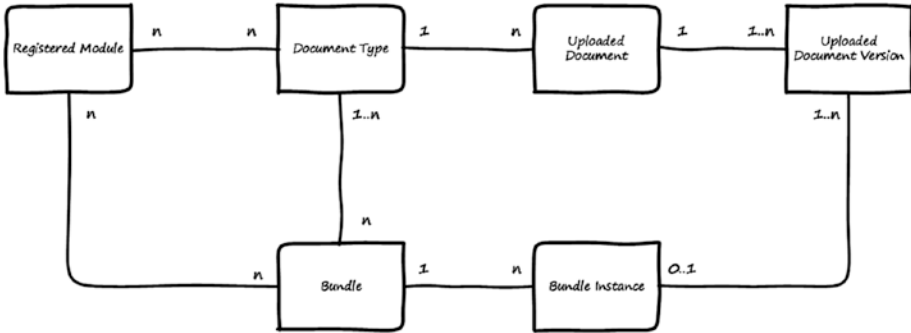 Registered Module
n
n
Document Type
1
n
Uploaded
Document
1
1..n
Uploaded
Document Version
n
1..n
1..n
n
n
Bundle
1
n
Bundle Instance
0..1